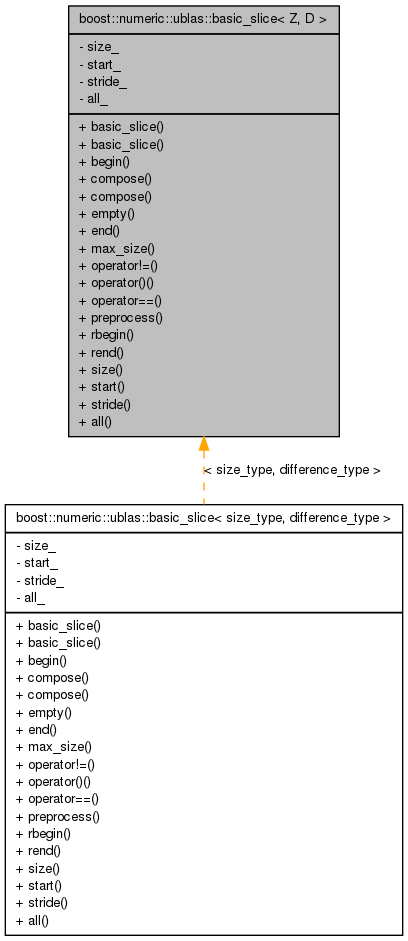 boost::numeric::ublas::basic_slice< Z, D >
- size_
- start_
- stride_
- all_
+ basic_slice()
+ basic_slice()
+ begin()
+ compose()
+ compose()
+ empty()
+ end()
+ max_size()
+ operator!=()
+ operator()()
+ operator==()
+ preprocess()
+ rbegin()
+ rend()
+ size()
+ start()
+ stride()
+ all()
< size_type, difference_type >
boost::numeric::ublas::basic_slice< size_type, difference_type >
- size_
- start_
- stride_
- all_
+ basic_slice()
+ basic_slice()
+ begin()
+ compose()
+ compose()
+ empty()
+ end()
+ max_size()
+ operator!=()
+ operator()()
+ operator==()
+ preprocess()
+ rbegin()
+ rend()
+ size()
+ start()
+ stride()
+ all()